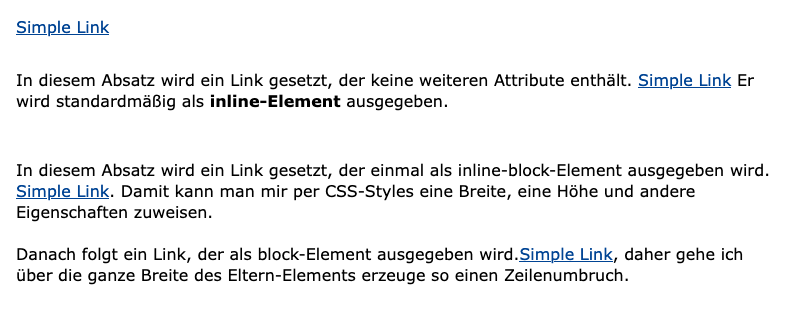 Simple Link
In diesem Absatz wird ein Link gesetzt, der keine weiteren Attribute enthält. Simple Link Er
wird standardmäßig als inline-Element ausgegeben.
In diesem Absatz wird ein Link gesetzt, der einmal als inline-block-Element ausgegeben wird.
Simple Link. Damit kann man mir per CSS-Styles eine Breite, eine Höhe und andere
Eigenschaften zuweisen.
Danach folgt ein Link, der als block-Element ausgegeben wird.Simple Link, daher gehe ich
über die ganze Breite des Eltern-Elements erzeuge so einen Zeilenumbruch.